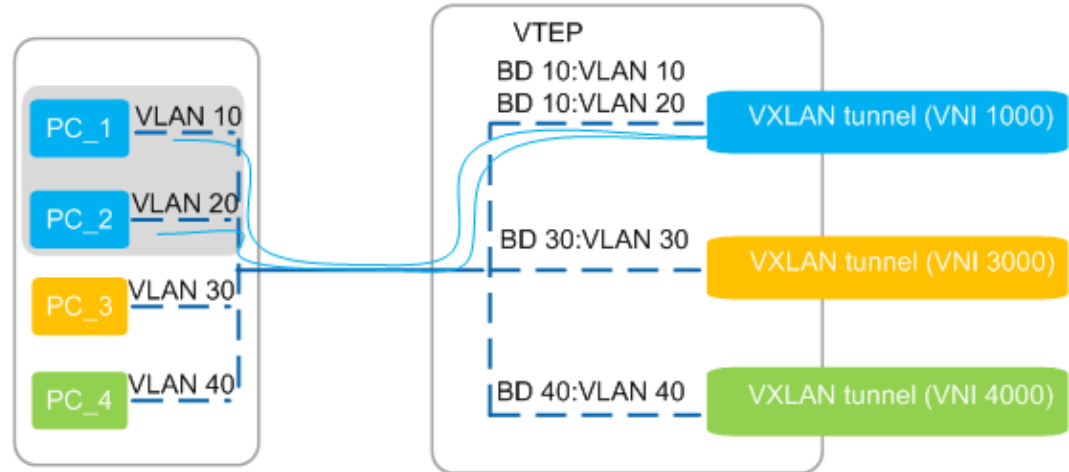 VTEP
BD 10:VLAN 10
BD 10:VLAN 20
VXLAN tunnel (VNI 1000)
PC_1
VLAN 10
PC_2
VLAN 20
BD 30:VLAN 30
VXLAN tunnel (VNI 3000)
PC_3
VLAN 30
PC_4
VLAN 40
BD 40:VLAN 40
VXLAN tunnel (VNI 4000)